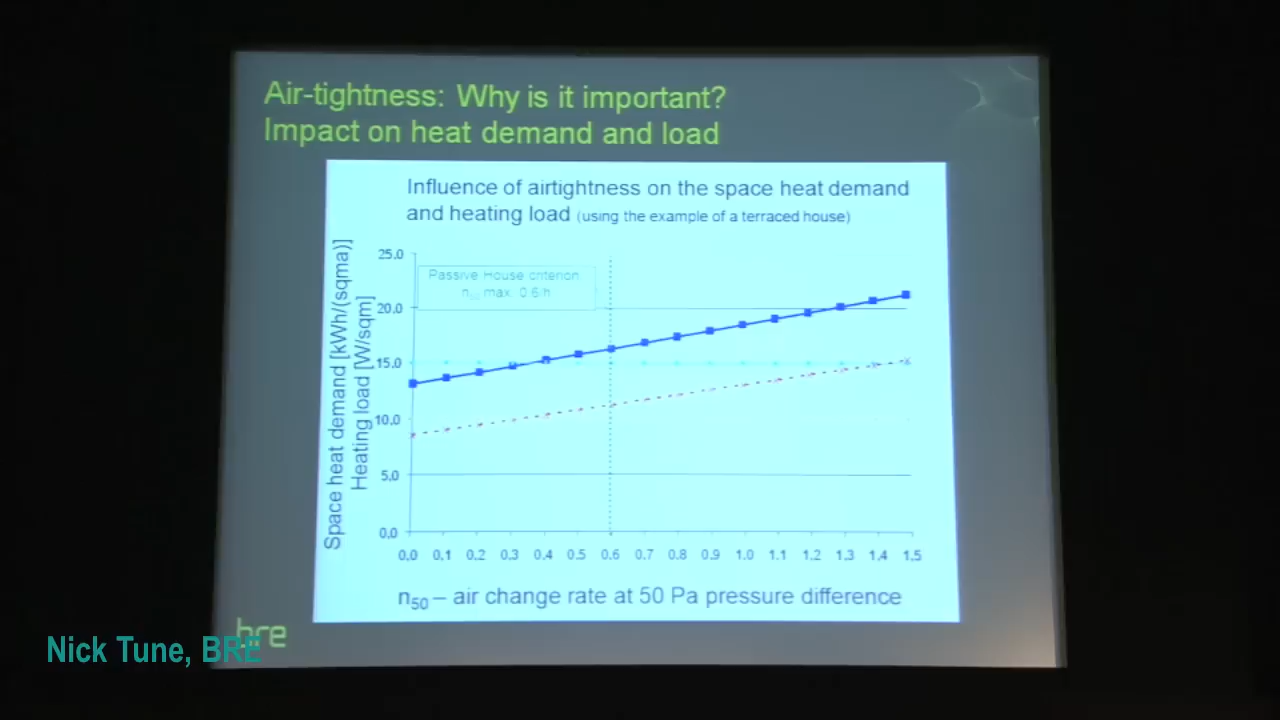 Air-tightness: Why is it important?
Impact on heat demand and load
Influence of airtightness on the space heat demand
and heating load (using the example of a terraced house)
Space heat demand [kWh/(sqma)]
Heating load [W/sqm]
25.0
20.0
15.0
10.0
5.0
0.0
Passive House criterion
n50 max. 0.6/h
0,0 0,1 0,2 0,3 0,4 0,5 0,6 0,7 0,8 0,9 1,0 1,1 1,2 1,3 1,4 1,5
n50 – air change rate at 50 Pa pressure difference
bre
Nick Tune, BRE